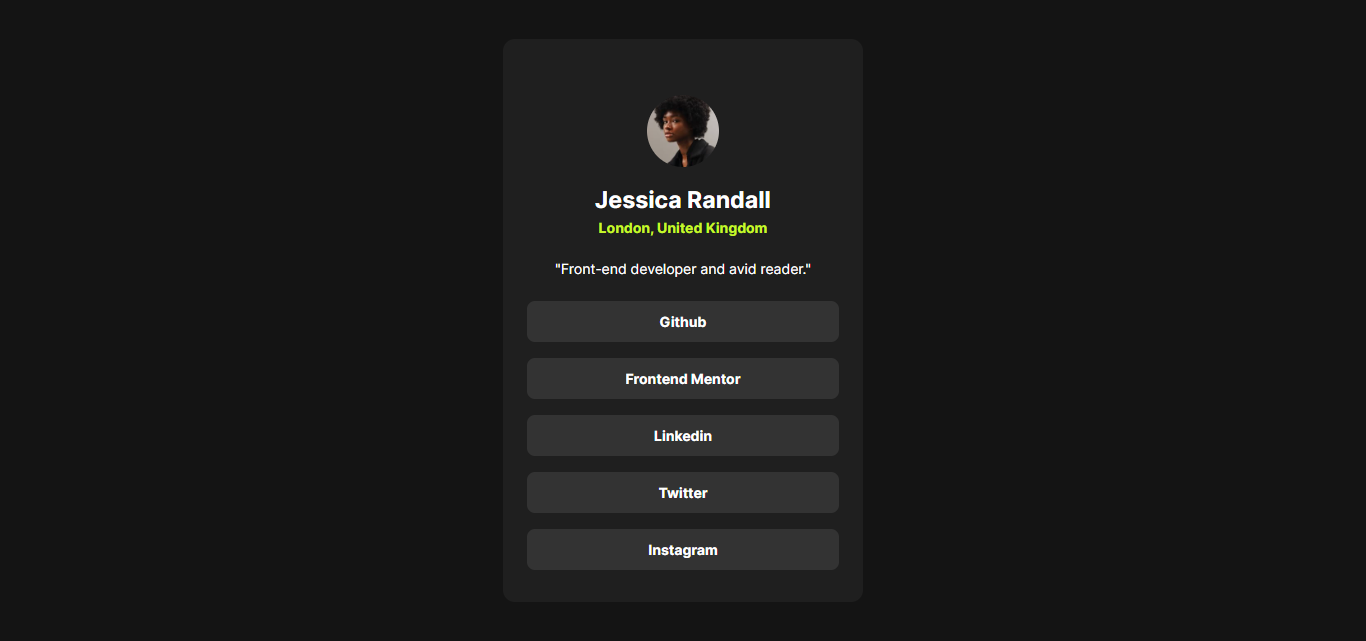 Jessica Randall
London, United Kingdom
"Front-end developer and avid reader."
Github
Frontend Mentor
Linkedin
Twitter
Instagram